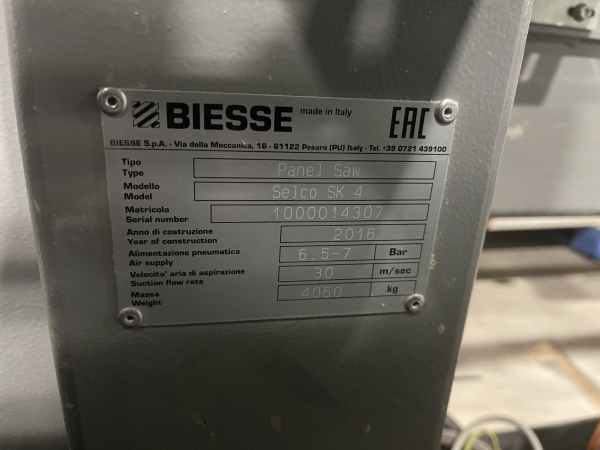 BIESSE made in Italy EAC
BIESSE S.p.A. - Via della Meccanica, 16 - 61122 Pesaro (PU) Italy - Tel. +39 0721 439100
Tipo
Type Panel Saw
Modello
Model Selco SK 4
Matricola
Serial number 1000014307
Anno di costruzione
Year of construction 2016
Alimentazione pneumatica
Air supply 6.5-7 Bar
Velocita' aria di aspirazione
Suction flow rate 30 m/sec
Massa
Weight 4050 kg